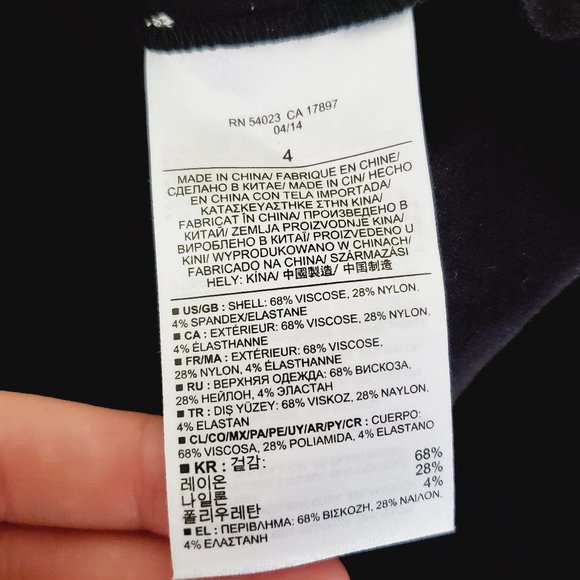 RN 54023 CA 17897
04/14
4
MADE IN CHINA/ FABRIQUE EN CHINE/
СДЕЛАНО В КИТАЕ/ MADE IN CIN/ HECHO
EN CHINA CON TELA IMPORTADA/
ΚΑΤΑΣΚΕΥΑΣΤΗΚΕ ΣΤΗΝ ΚΙΝΑ/
FABRICAT ÎN CHINA/ ПРОИЗВЕДЕНО В
КИТАЙ/ ZEMLJA PROIZVODNJE KINA/
ВИРОБЛЕНО В КИТАЇ/ PROIZVEDENO U
KINI/ WYPRODUKOWANO W CHINACH/
FABRICADO NA CHINA/ SZÁRMAZÁSI
HELY: KÍNA/ 中國製造/ 中国制造
■ US/GB : SHELL: 68% VISCOSE, 28% NYLON,
4% SPANDEX/ELASTANE
■ CA : EXTÉRIEUR: 68% VISCOSE, 28% NYLON,
4% ÉLASTHANNE
■ FR/MA : EXTÉRIEUR: 68% VISCOSE,
28% NYLON, 4% ÉLASTHANNE
■ RU : ВЕРХНЯЯ ОДЕЖДА: 68% ВИСКОЗА,
28% НЕЙЛОН, 4% ЭЛАСТАН
■ TR : DIŞ YÜZEY: 68% VISKOZ, 28% NAYLON,
4% ELASTAN
■ CL/CO/MX/PA/PE/UY/AR/PY/CR : CUERPO:
68% VISCOSA, 28% POLIAMIDA, 4% ELASTANO
■ KR : 겉감:
레이온 68%
나일론 28%
폴리우레탄 4%
■ EL : ΠΕΡΙΒΛΗΜΑ: 68% ΒΙΣΚΟΖΗ, 28% ΝΑΙΛΟΝ,
4% ΕΛΑΣΤΑΝΗ